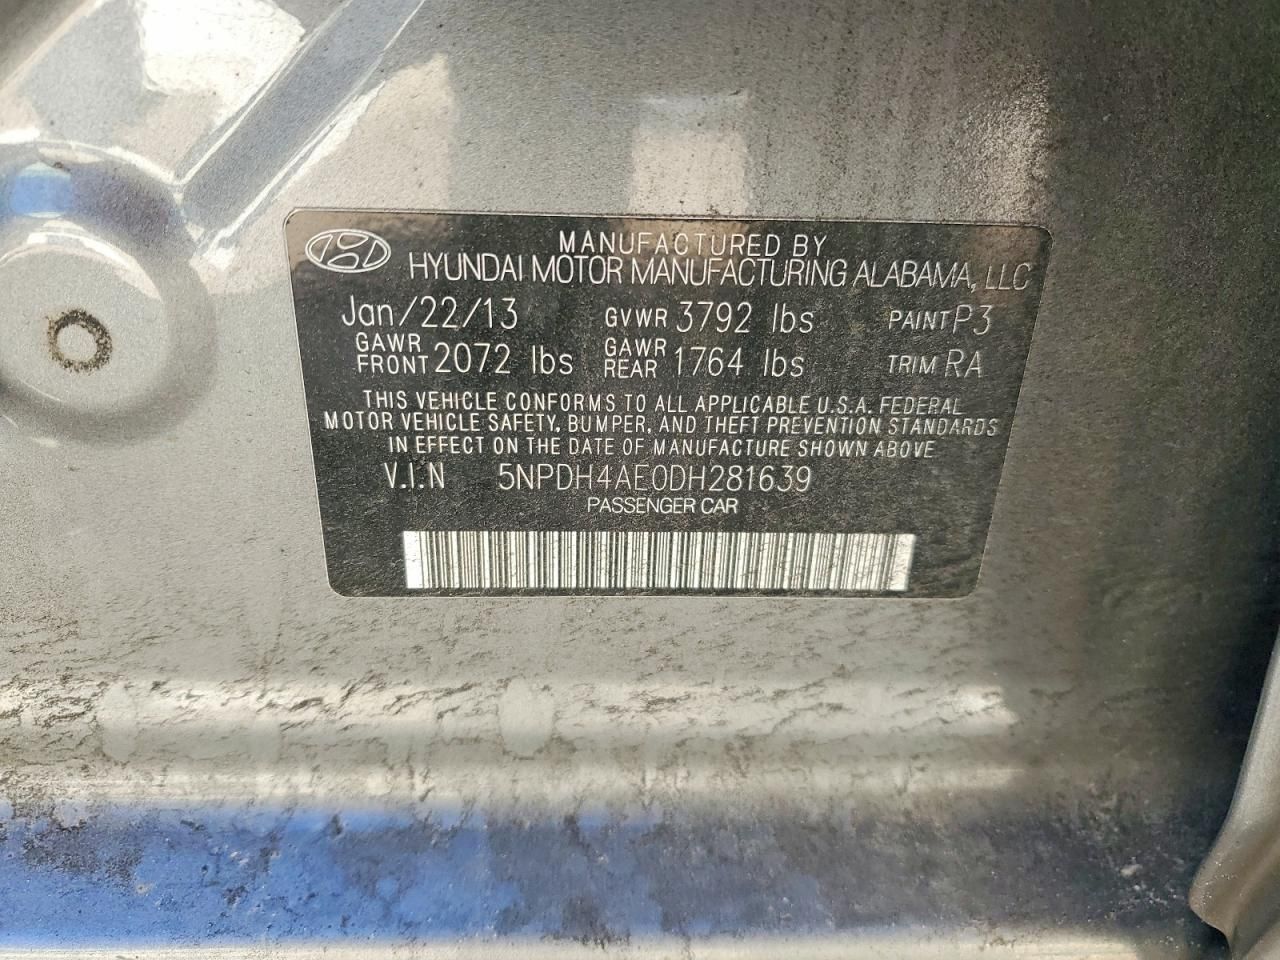 MANUFACTURED BY
HYUNDAI MOTOR MANUFACTURING ALABAMA, LLC
Jan/22/13 GVWR 3792 lbs PAINT P3
GAWR FRONT 2072 lbs GAWR REAR 1764 lbs TRIM RA
THIS VEHICLE CONFORMS TO ALL APPLICABLE U.S.A. FEDERAL
MOTOR VEHICLE SAFETY, BUMPER, AND THEFT PREVENTION STANDARDS
IN EFFECT ON THE DATE OF MANUFACTURE SHOWN ABOVE
V.I.N 5NPDH4AE0DH281639
PASSENGER CAR